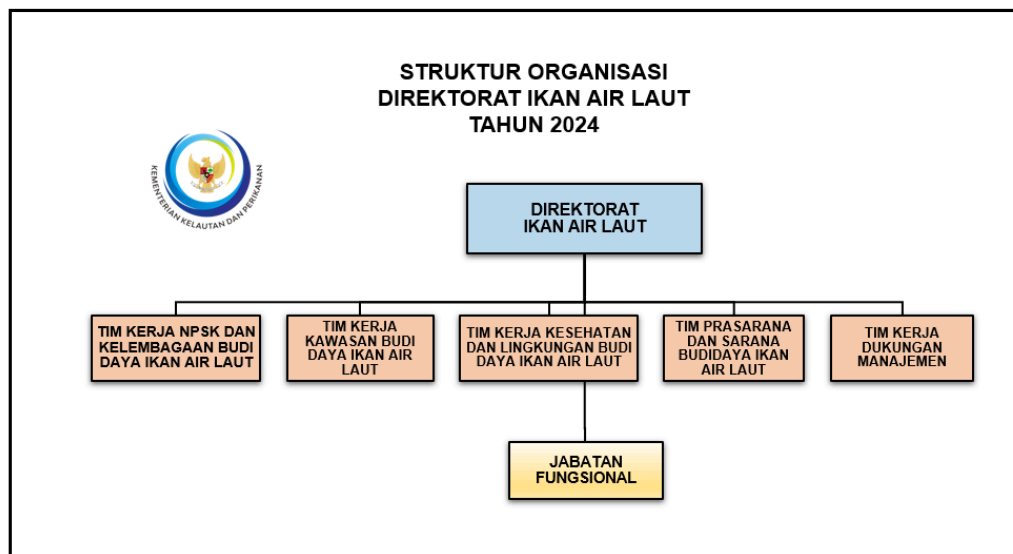 STRUKTUR ORGANISASI
DIREKTORAT IKAN AIR LAUT
TAHUN 2024
KEMENTERIAN KELAUTAN DAN PERIKANAN
DIREKTORAT
IKAN AIR LAUT
TIM KERJA NPSK DAN
KELEMBAGAAN BUDI
DAYA IKAN AIR LAUT
TIM KERJA
KAWASAN BUDI
DAYA IKAN AIR
LAUT
TIM KERJA KESEHATAN
DAN LINGKUNGAN BUDI
DAYA IKAN AIR LAUT
TIM PRASARANA
DAN SARANA
BUDIDAYA IKAN
AIR LAUT
TIM KERJA
DUKUNGAN
MANAJEMEN
JABATAN
FUNGSIONAL